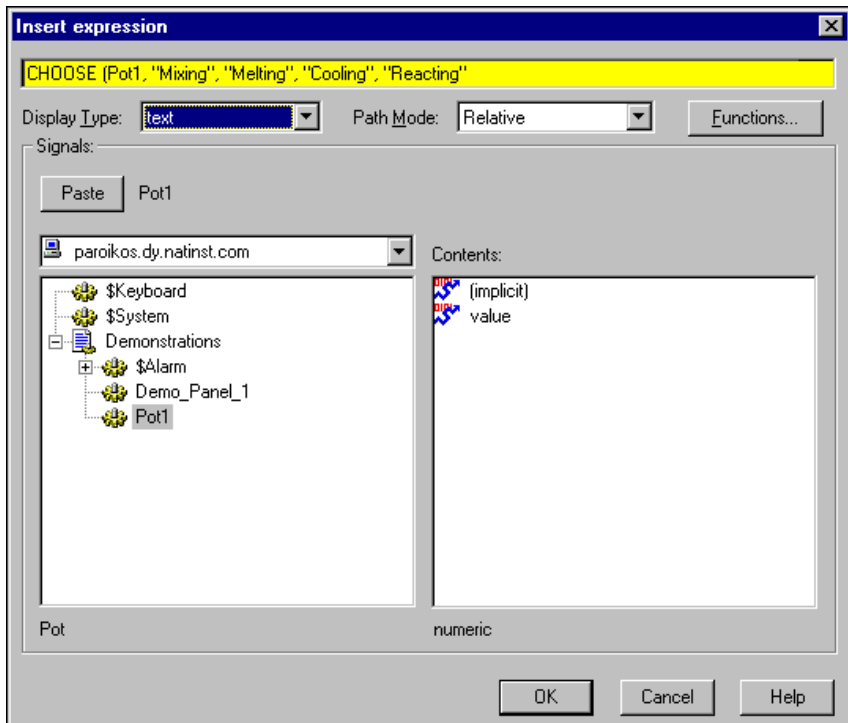 Insert expression
CHOOSE (Pot1, "Mixing", "Melting", "Cooling", "Reacting"
Display Type: text Path Mode: Relative Functions...
Signals:
Paste Pot1
paroikos.dy.natinst.com Contents:
$Keyboard (implicit)
$System value
Demonstrations
$Alarm
Demo_Panel_1
Pot1
Pot numeric
OK Cancel Help